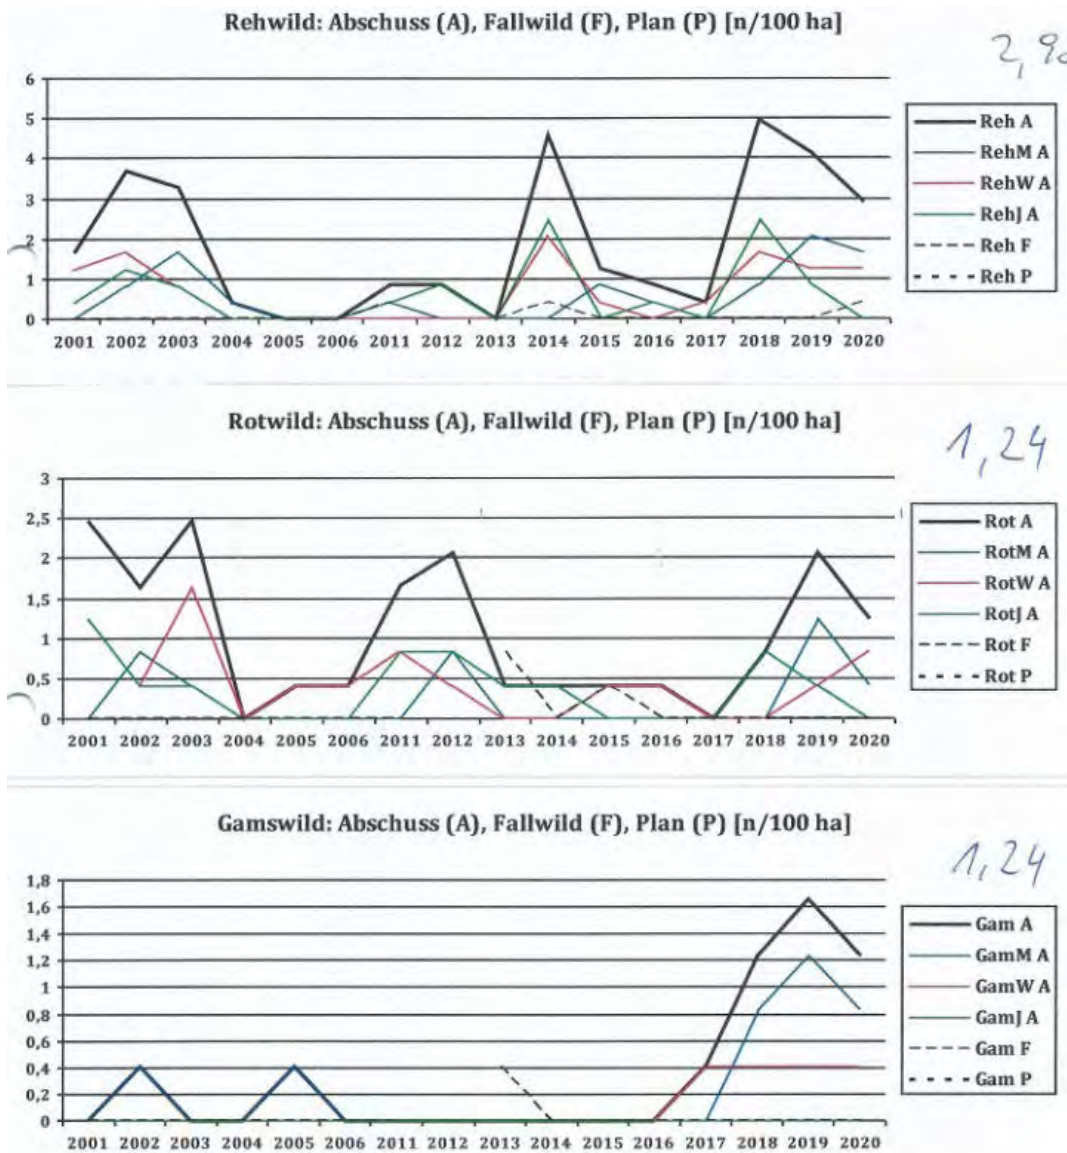 Rehwild: Abschuss (A), Fallwild (F), Plan (P) [n/100 ha]
2,9
6
5
4
3
2
1
0
2001 2002 2003 2004 2005 2006 2011 2012 2013 2014 2015 2016 2017 2018 2019 2020
Reh A
RehM A
RehW A
RehJ A
Reh F
Reh P
Rotwild: Abschuss (A), Fallwild (F), Plan (P) [n/100 ha]
1,24
3
2,5
2
1,5
1
0,5
0
2001 2002 2003 2004 2005 2006 2011 2012 2013 2014 2015 2016 2017 2018 2019 2020
Rot A
RotM A
RotW A
RotJ A
Rot F
Rot P
Gamswild: Abschuss (A), Fallwild (F), Plan (P) [n/100 ha]
1,24
1,8
1,6
1,4
1,2
1
0,8
0,6
0,4
0,2
0
2001 2002 2003 2004 2005 2006 2011 2012 2013 2014 2015 2016 2017 2018 2019 2020
Gam A
GamM A
GamW A
GamJ A
Gam F
Gam P